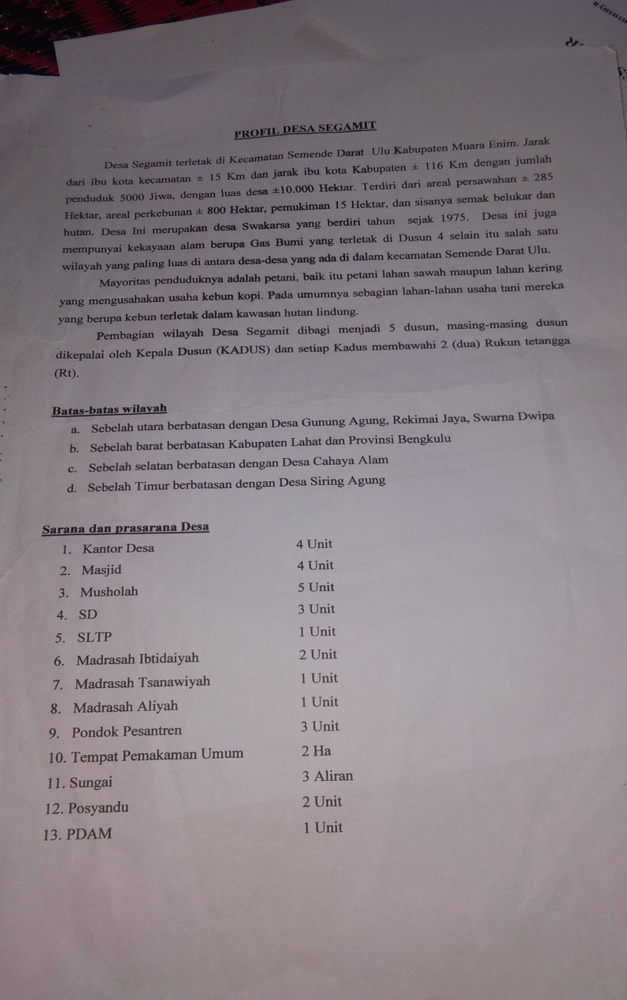 PROFIL DESA SEGAMIT
Desa Segamit terletak di Kecamatan Semende Darat Ulu Kabupaten Muara Enim. Jarak
dari ibu kota kecamatan ± 15 Km dan jarak ibu kota Kabupaten ± 116 Km dengan jumlah
penduduk 5000 Jiwa, dengan luas desa ±10.000 Hektar. Terdiri dari areal persawahan ± 285
Hektar, areal perkebunan ± 800 Hektar, pemukiman 15 Hektar, dan sisanya semak belukar dan
hutan. Desa Ini merupakan desa Swakarsa yang berdiri tahun sejak 1975. Desa ini juga
mempunyai kekayaan alam berupa Gas Bumi yang terletak di Dusun 4 selain itu salah satu
wilayah yang paling luas di antara desa-desa yang ada di dalam kecamatan Semende Darat Ulu.
Mayoritas penduduknya adalah petani, baik itu petani lahan sawah maupun lahan kering
yang mengusahakan usaha kebun kopi. Pada umumnya sebagian lahan-lahan usaha tani mereka
yang berupa kebun terletak dalam kawasan hutan lindung.
Pembagian wilayah Desa Segamit dibagi menjadi 5 dusun, masing-masing dusun
dikepalai oleh Kepala Dusun (KADUS) dan setiap Kadus membawahi 2 (dua) Rukun tetangga
(Rt).
Batas-batas wilayah
a. Sebelah utara berbatasan dengan Desa Gunung Agung, Rekimai Jaya, Swarna Dwipa
b. Sebelah barat berbatasan Kabupaten Lahat dan Provinsi Bengkulu
c. Sebelah selatan berbatasan dengan Desa Cahaya Alam
d. Sebelah Timur berbatasan dengan Desa Siring Agung
Sarana dan prasarana Desa
1. Kantor Desa 4 Unit
2. Masjid 4 Unit
3. Musholah 5 Unit
4. SD 3 Unit
5. SLTP 1 Unit
6. Madrasah Ibtidaiyah 2 Unit
7. Madrasah Tsanawiyah 1 Unit
8. Madrasah Aliyah 1 Unit
9. Pondok Pesantren 3 Unit
10. Tempat Pemakaman Umum 2 Ha
11. Sungai 3 Aliran
12. Posyandu 2 Unit
13. PDAM 1 Unit